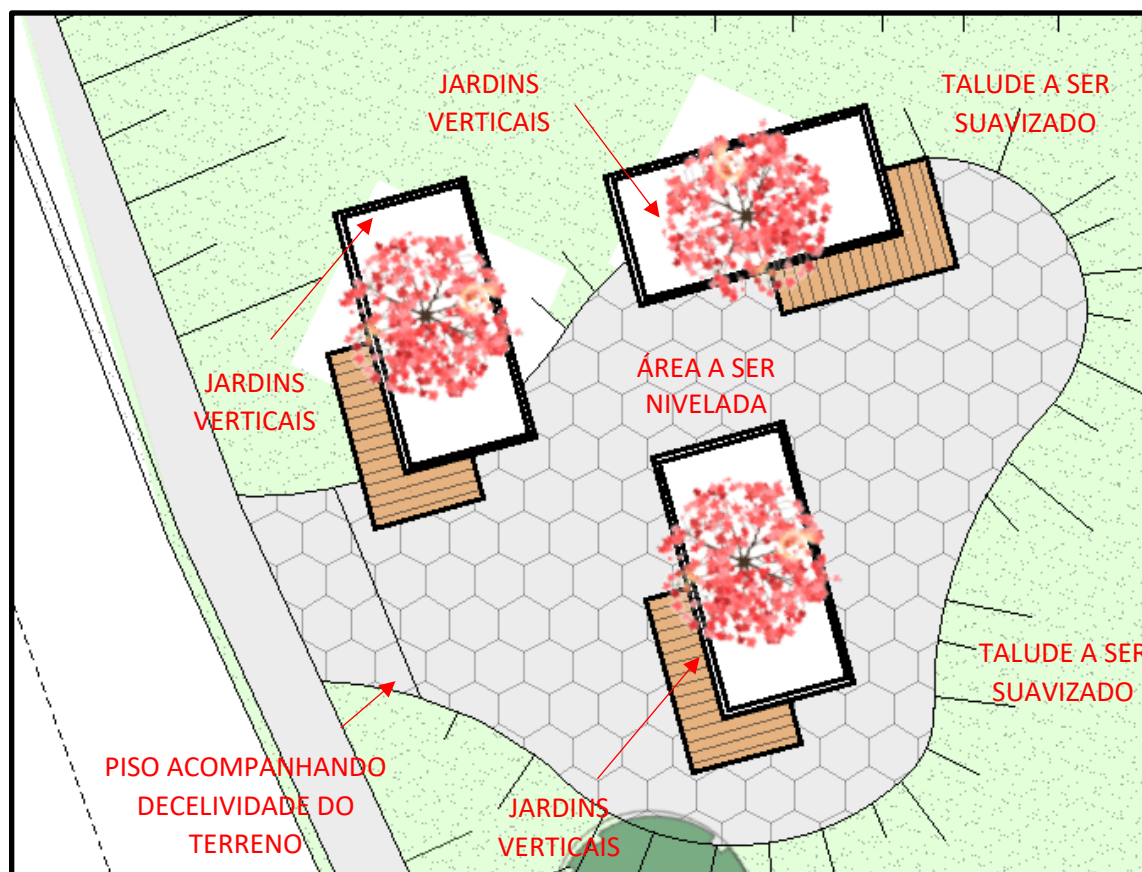 JARDINS
VERTICAIS
TALUDE A SER
SUAVIZADO
JARDINS
VERTICAIS
ÁREA A SER
NIVELADA
TALUDE A SER
SUAVIZADO
PISO ACOMPANHANDO
DECELIVIDADE DO
TERRENO
JARDINS
VERTICAIS